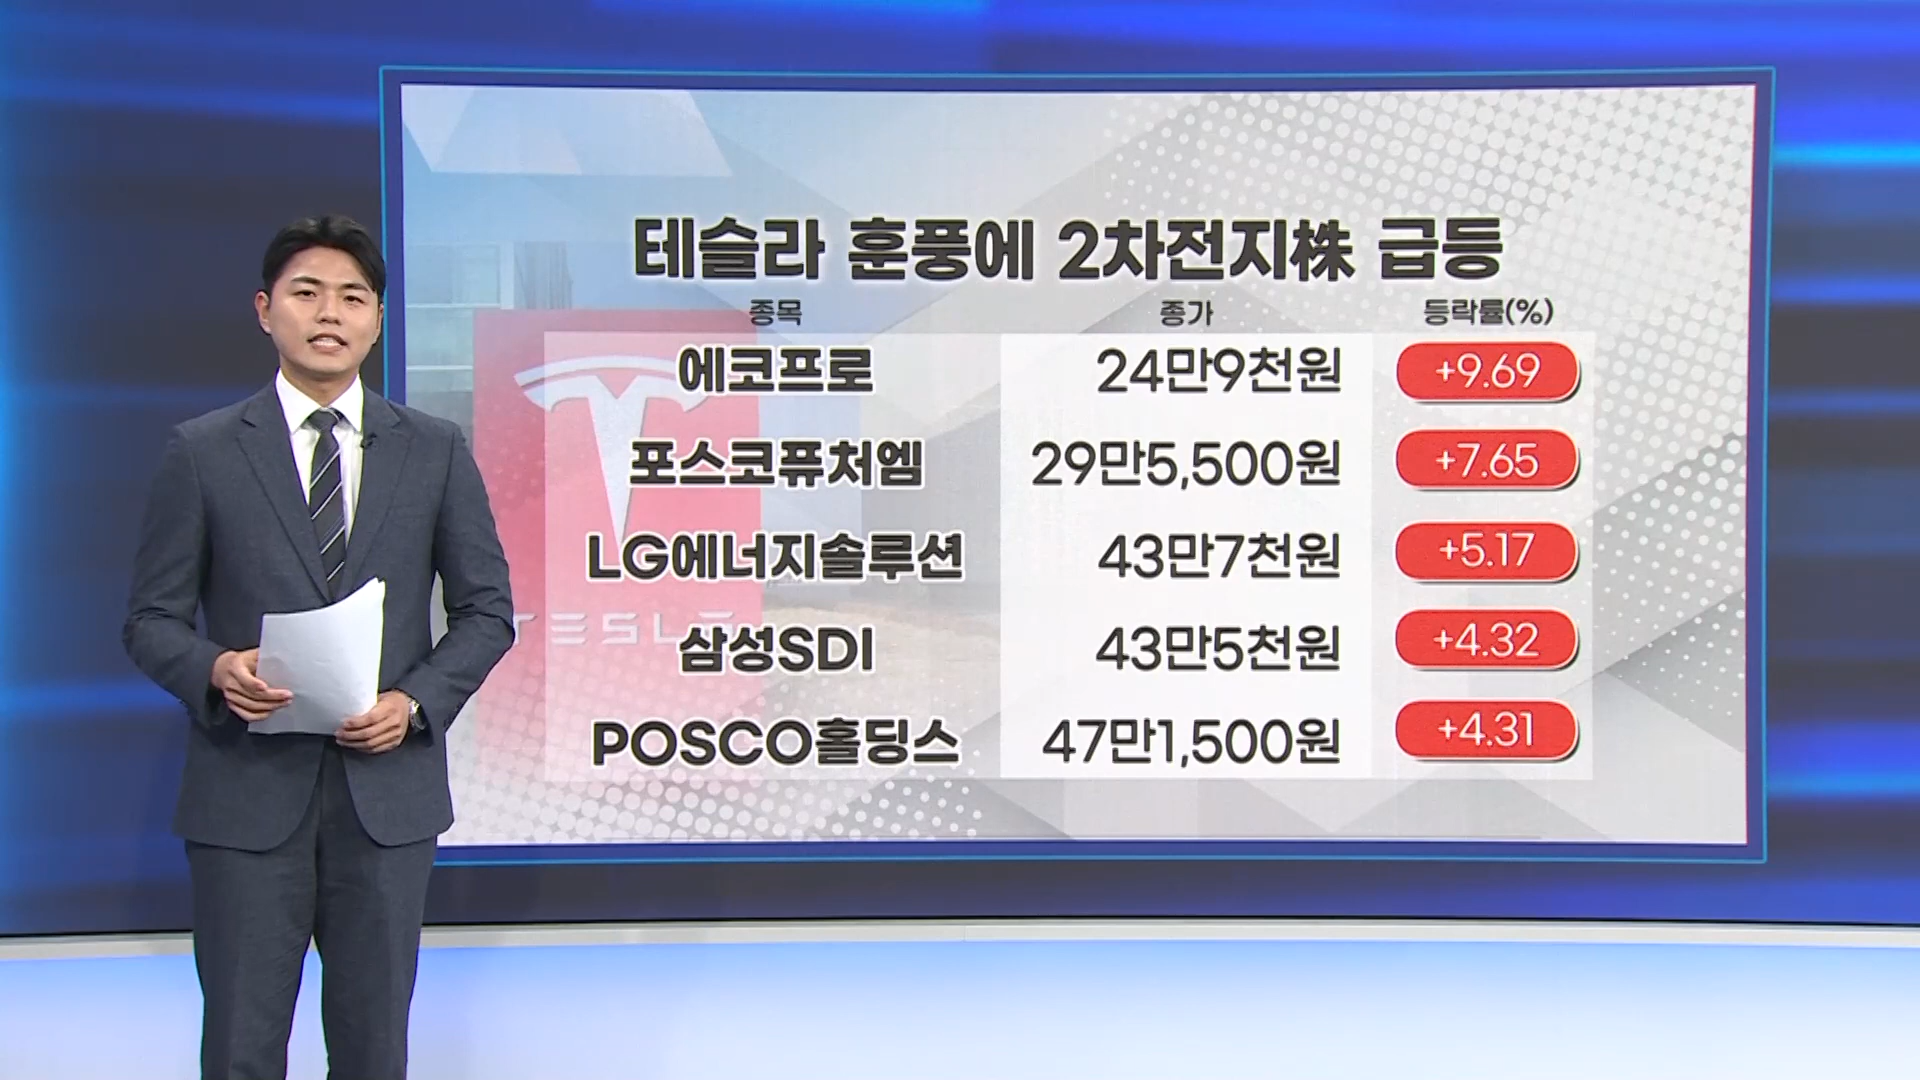 테슬라 훈풍에 2차전지株 급등
종목 종가 등락률(%)
에코프로 24만9천원 +9.69
포스코퓨처엠 29만5,500원 +7.65
LG에너지솔루션 43만7천원 +5.17
삼성SDI 43만5천원 +4.32
POSCO홀딩스 47만1,500원 +4.31
TESLA